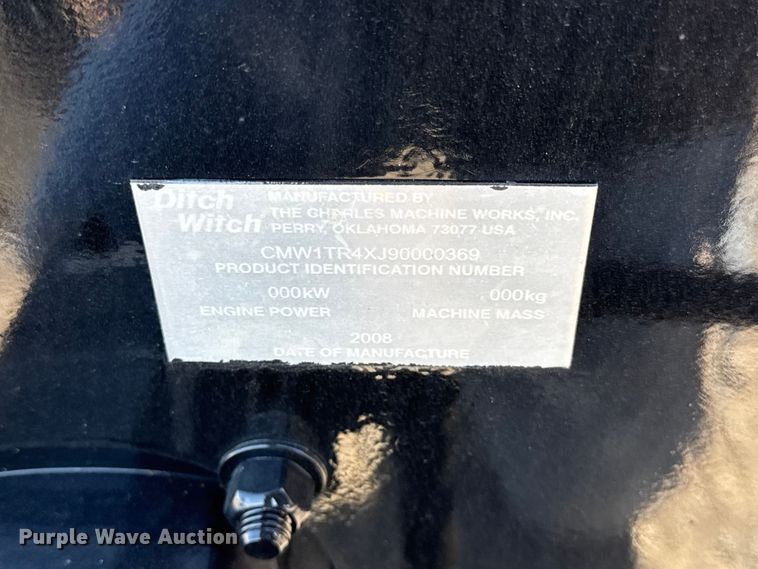 Ditch
Witch
MANUFACTURED BY
THE CHARLES MACHINE WORKS, INC.
PERRY, OKLAHOMA 73077 USA
CMW1TR4XJ90000369
PRODUCT IDENTIFICATION NUMBER
000kW 000kg
ENGINE POWER MACHINE MASS
2008
DATE OF MANUFACTURE
Purple Wave Auction®